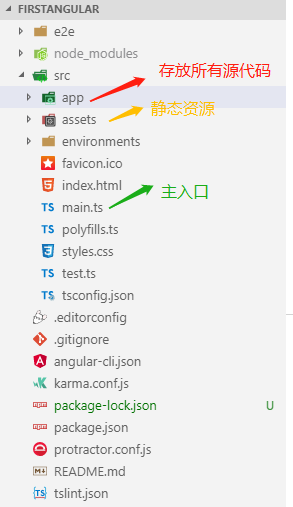 FIRSTANGULAR
e2e
node_modules
src
app
存放所有源代码
assets
静态资源
environments
favicon.ico
index.html
main.ts
主入口
polyfills.ts
styles.css
test.ts
tsconfig.json
.editorconfig
.gitignore
angular-cli.json
karma.conf.js
package-lock.json U
package.json
protractor.conf.js
README.md
tslint.json